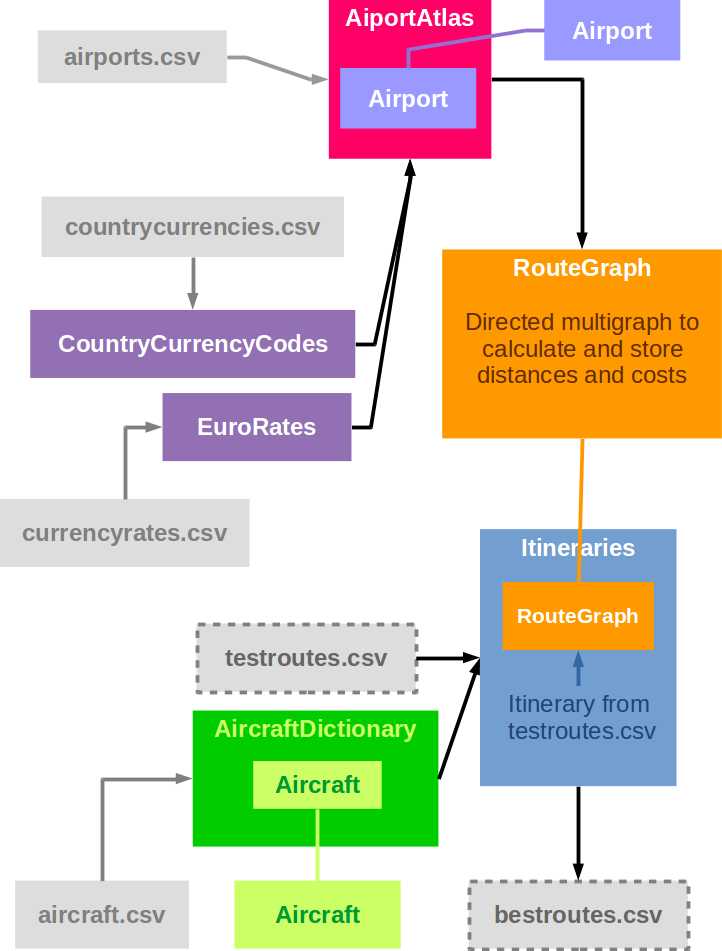 AiportAtlas
Airport
airports.csv
Airport
countrycurrencies.csv
RouteGraph
Directed multigraph to
calculate and store
distances and costs
CountryCurrencyCodes
EuroRates
currencyrates.csv
Itineraries
RouteGraph
testroutes.csv
Itinerary from
testroutes.csv
AircraftDictionary
Aircraft
aircraft.csv
Aircraft
bestroutes.csv